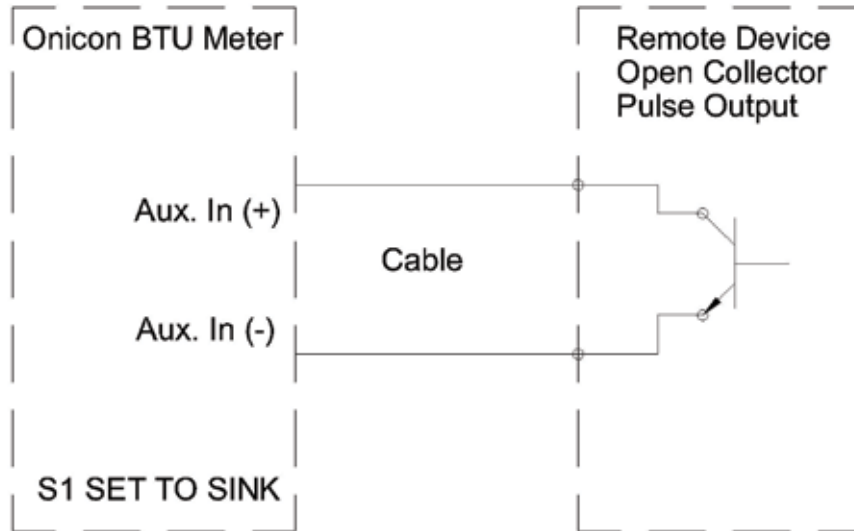 Onicon BTU Meter
Remote Device
Open Collector
Pulse Output
Aux. In (+)
Cable
Aux. In (-)
S1 SET TO SINK